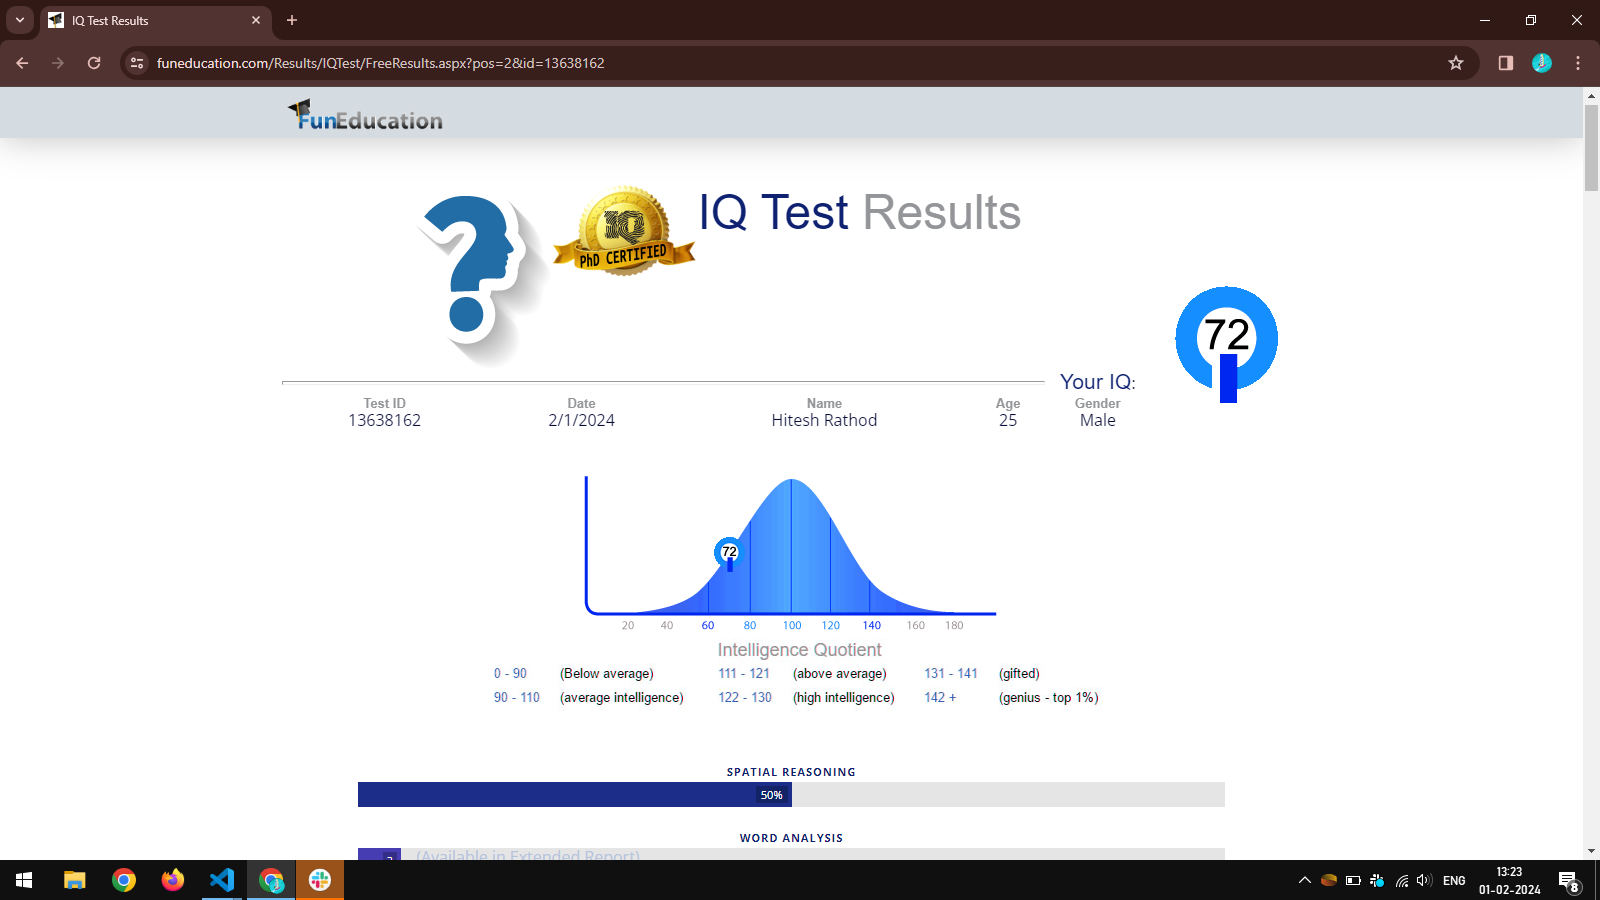 IQ Test Results
funeducation.com/Results/IQTest/FreeResults.aspx?pos=2&id=13638162
FunEducation
IQ
PhD CERTIFIED
IQ Test Results
72
Your IQ:
Test ID Date Name Age Gender
13638162 2/1/2024 Hitesh Rathod 25 Male
72
20 40 60 80 100 120 140 160 180
Intelligence Quotient
0 - 90 (Below average) 111 - 121 (above average) 131 - 141 (gifted)
90 - 110 (average intelligence) 122 - 130 (high intelligence) 142 + (genius - top 1%)
SPATIAL REASONING
50%
WORD ANALYSIS
(Available in Extended Report)
ENG
13:23
01-02-2024
8